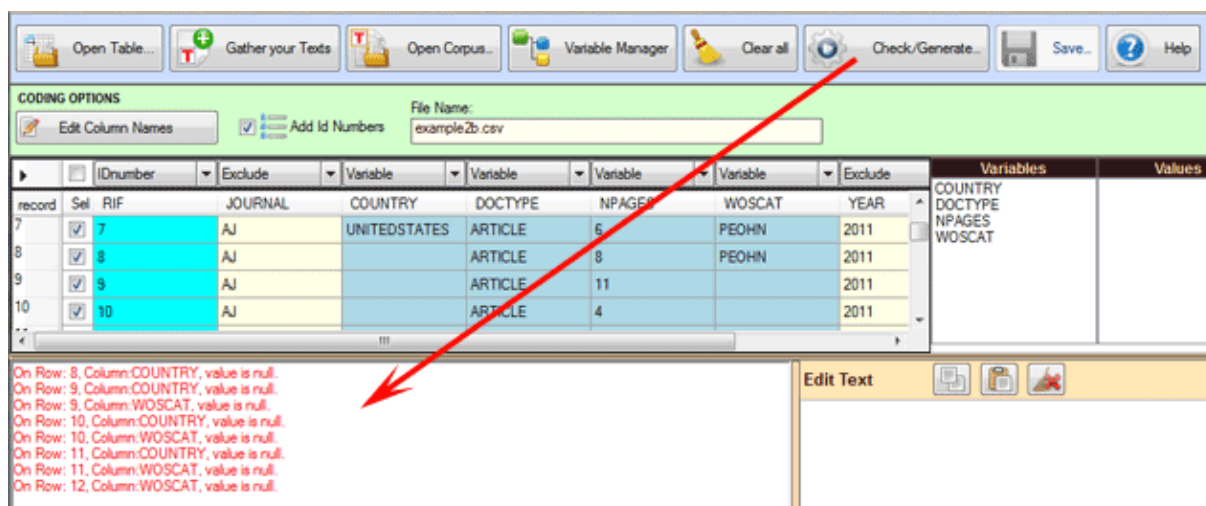 Open Table... Gather your Texts Open Corpus... Variable Manager Clear all Check/Generate... Save... Help
CODING OPTIONS
File Name:
Edit Column Names Add Id Numbers example2b.csv
IDnumber Exclude Variable Variable Variable Variable Exclude Variables Values
record Sel RIF JOURNAL COUNTRY DOCTYPE NPAGES WOSCAT YEAR
7 7 AJ UNITEDSTATES ARTICLE 6 PEOHN 2011
8 8 AJ ARTICLE 8 PEOHN 2011
9 9 AJ ARTICLE 11 2011
10 10 AJ ARTICLE 4 2011
COUNTRY
DOCTYPE
NPAGES
WOSCAT
On Row: 8, Column:COUNTRY, value is null.
On Row: 9, Column:COUNTRY, value is null.
On Row: 9, Column:WOSCAT, value is null.
On Row: 10, Column:COUNTRY, value is null.
On Row: 10, Column:WOSCAT, value is null.
On Row: 11, Column:COUNTRY, value is null.
On Row: 11, Column:WOSCAT, value is null.
On Row: 12, Column:WOSCAT, value is null.
Edit Text